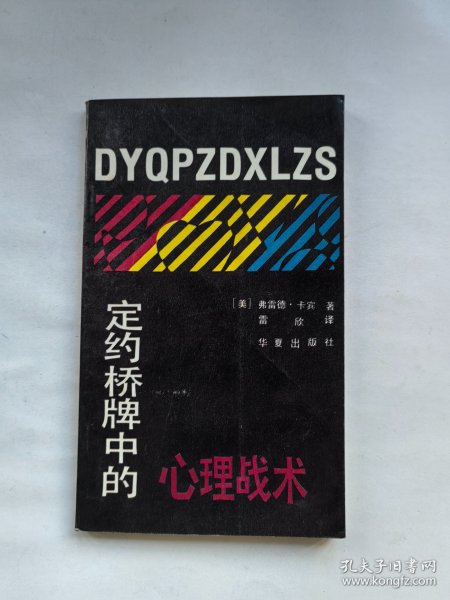 DYQPZDXLZS
[美] 弗雷德·卡宾 著
雷 欣 译
华夏出版社
定约桥牌中的
心理战术
孔夫子旧书网
www.kongfz.com